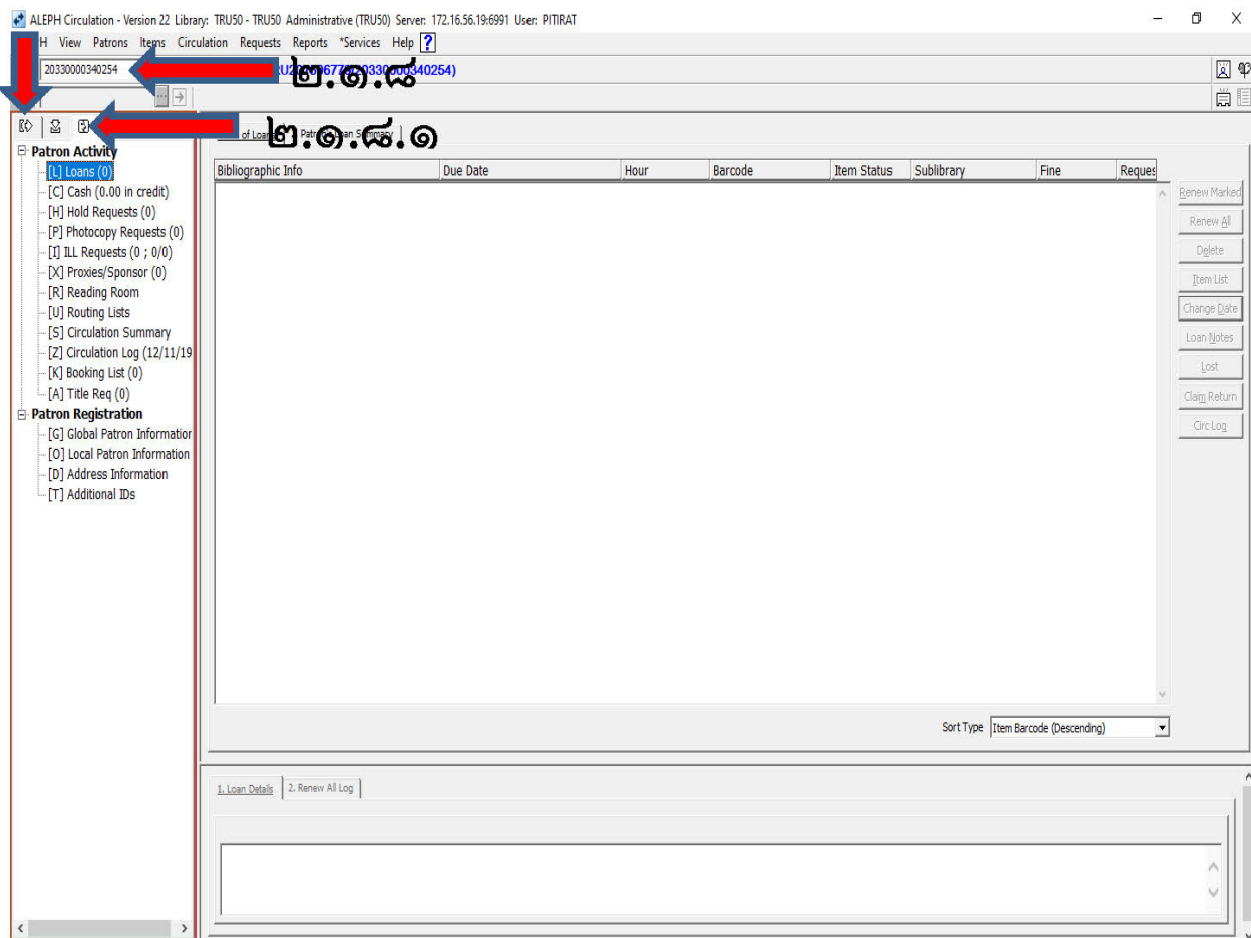 ALEPH Circulation - Version 22 Library: TRU50 - TRU50 Administrative (TRU50) Server: 172.16.56.19:6991 User: PITIRAT
H View Patrons Items Circulation Requests Reports *Services Help ?
20330000340254
๒.๑.๘
๒.๑.๘.๑
Patron Activity
[L] Loans (0)
[C] Cash (0.00 in credit)
[H] Hold Requests (0)
[P] Photocopy Requests (0)
[I] ILL Requests (0 ; 0/0)
[X] Proxies/Sponsor (0)
[R] Reading Room
[U] Routing Lists
[S] Circulation Summary
[Z] Circulation Log (12/11/19
[K] Booking List (0)
[A] Title Req (0)
Patron Registration
[G] Global Patron Information
[O] Local Patron Information
[D] Address Information
[T] Additional IDs
Bibliographic Info Due Date Hour Barcode Item Status Sublibrary Fine Reques
Renew Marked
Renew All
Delete
Item List
Change Date
Loan Notes
Lost
Claim Return
Circ Log
Sort Type Item Barcode (Descending)
1. Loan Details 2. Renew All Log